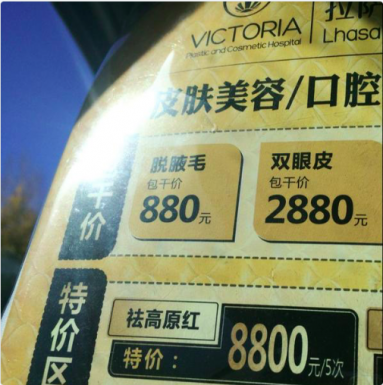 VICTORIA
Plastic and Cosmetic Hospital
Lhasa
皮肤美容/口腔
干价
脱腋毛
包干价
880元
双眼皮
包干价
2880元
特价区
祛高原红
特价：
8800元/5次